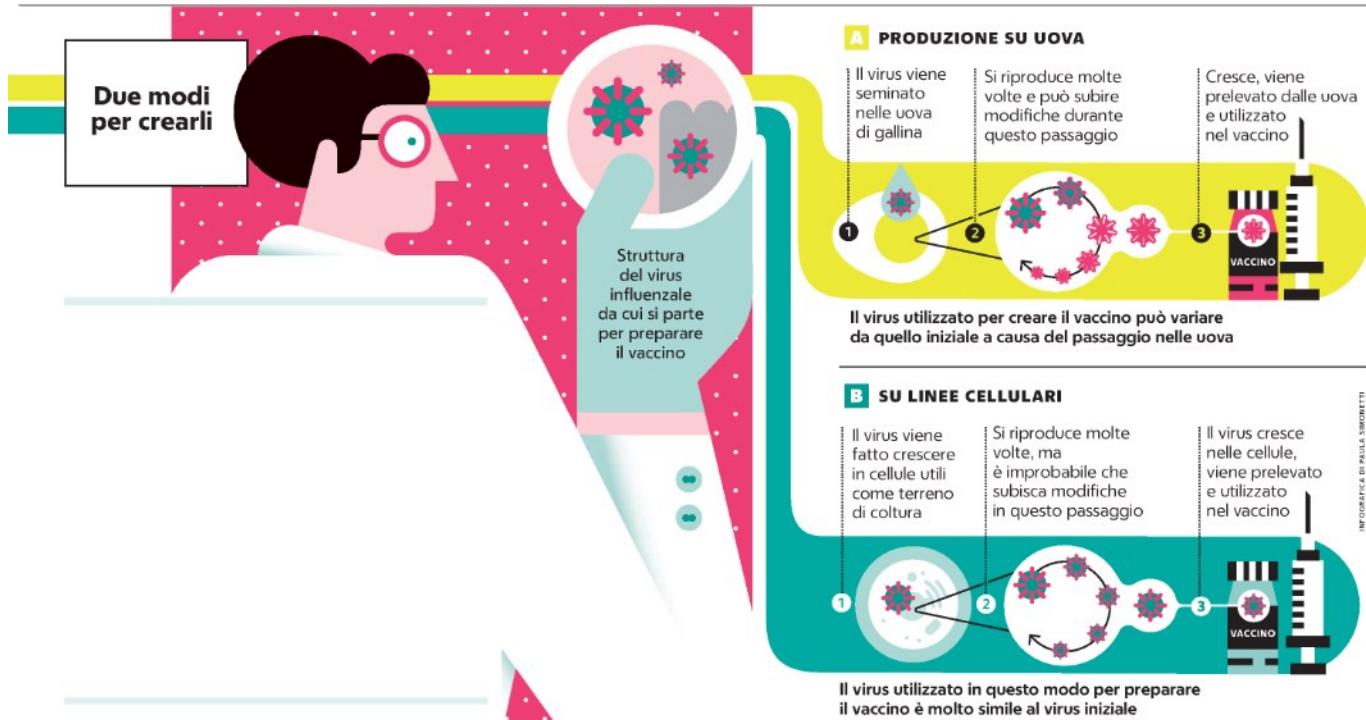 Due modi
per crearli
Struttura
del virus
influenzale
da cui si parte
per preparare
il vaccino
A PRODUZIONE SU UOVA
Il virus viene
seminato
nelle uova
di gallina
Si riproduce molte
volte e può subire
modifiche durante
questo passaggio
Cresce, viene
prelevato dalle uova
e utilizzato
nel vaccino
1
2
3
VACCINO
Il virus utilizzato per creare il vaccino può variare
da quello iniziale a causa del passaggio nelle uova
B SU LINEE CELLULARI
Il virus viene
fatto crescere
in cellule utili
come terreno
di coltura
Si riproduce molte
volte, ma
è improbabile che
subisca modifiche
in questo passaggio
Il virus cresce
nelle cellule,
viene prelevato
e utilizzato
nel vaccino
1
2
3
VACCINO
Il virus utilizzato in questo modo per preparare
il vaccino è molto simile al virus iniziale
INFOGRAFICA DI PAULA SIMONETTI